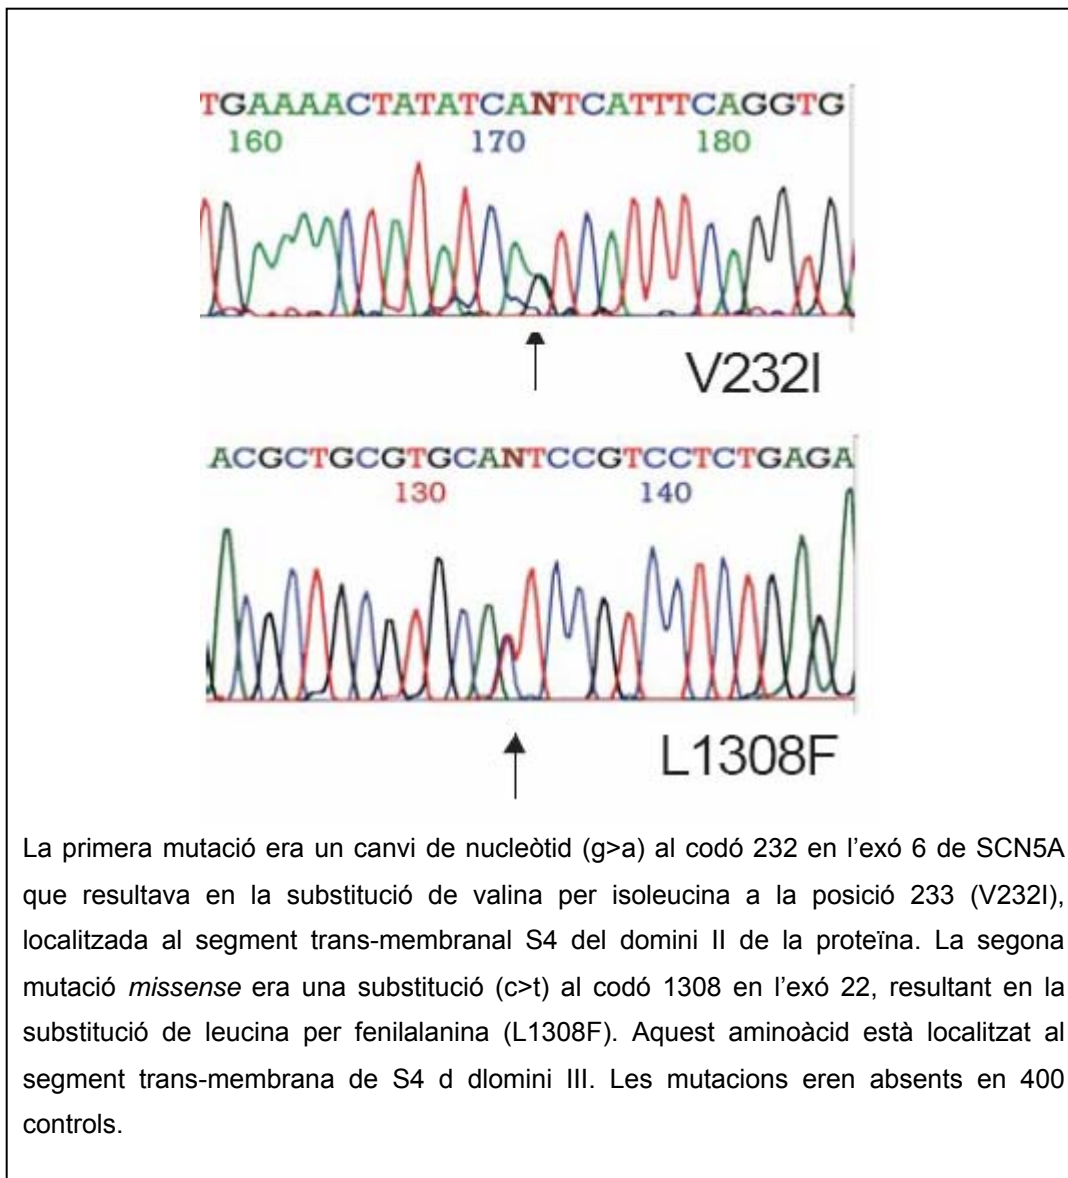 TGAAAACTATATCANTCATTTCAGGTG
160 170 180
V232I
ACGCTGCGTGCANTCCGTCCTCTGAGA
130 140
L1308F
La primera mutació era un canvi de nucleòtid (g>a) al codó 232 en l’exó 6 de SCN5A
que resultava en la substitució de valina per isoleucina a la posició 233 (V232I),
localitzada al segment trans-membranal S4 del domini II de la proteïna. La segona
mutació missense era una substitució (c>t) al codó 1308 en l’exó 22, resultant en la
substitució de leucina per fenilalanina (L1308F). Aquest aminoàcid està localitzat al
segment trans-membrana de S4 d dlomini III. Les mutacions eren absents en 400
controls.